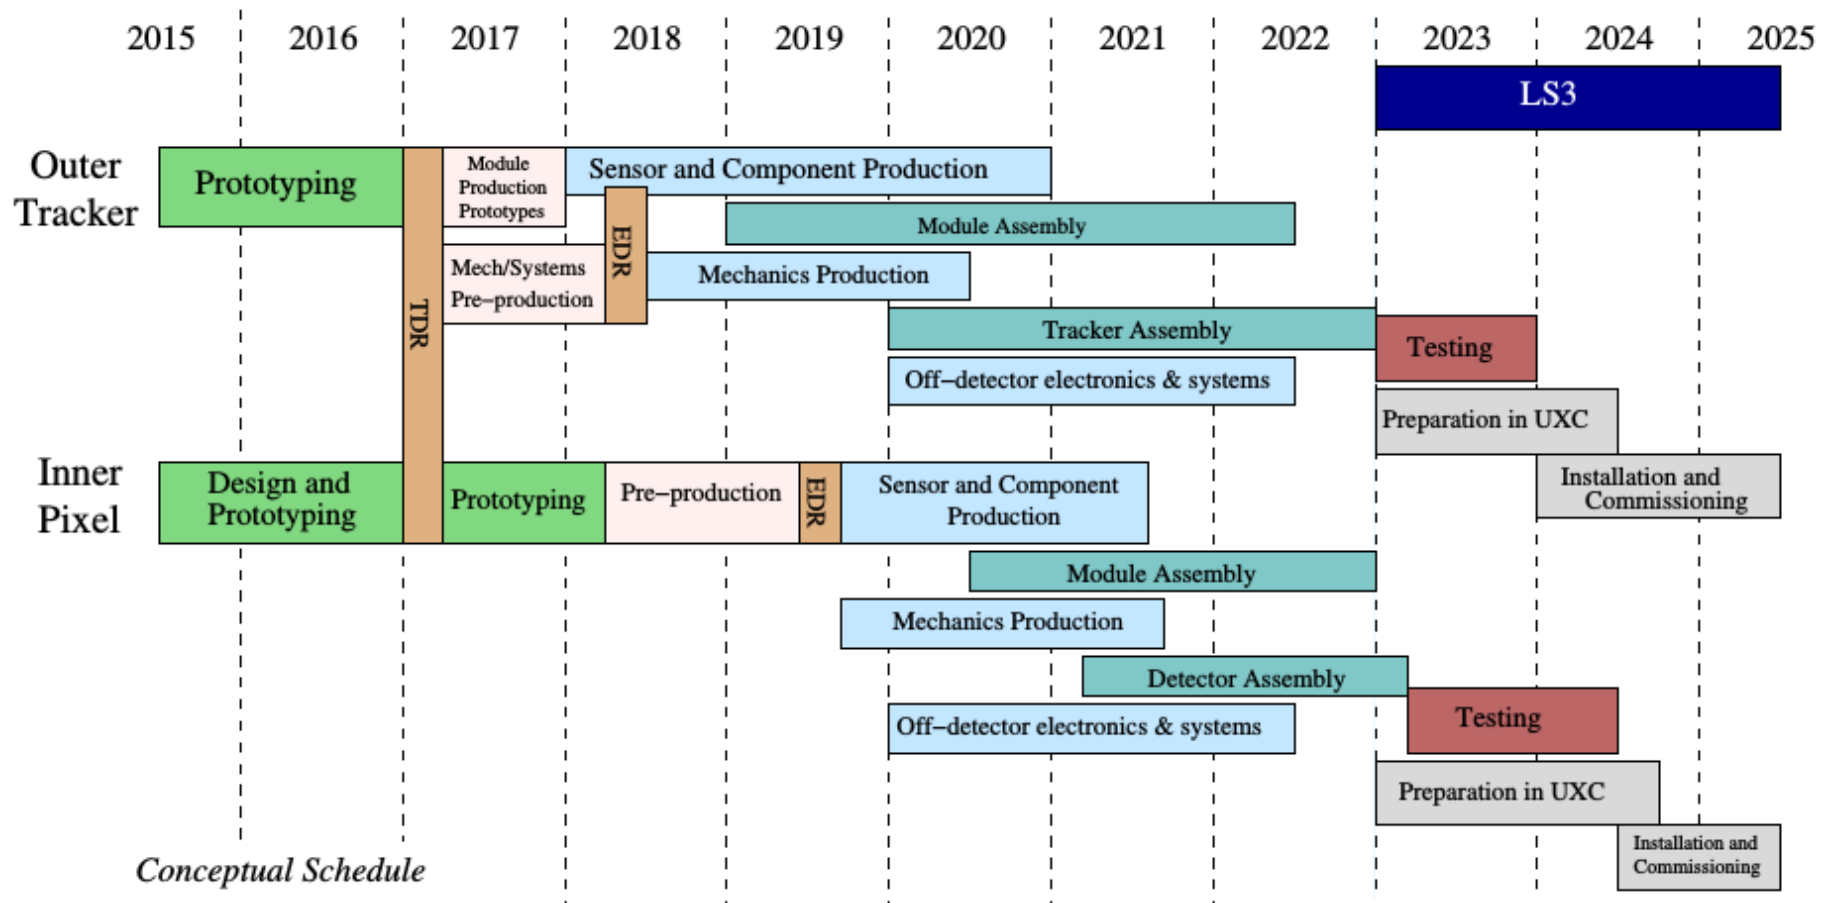 2015 2016 2017 2018 2019 2020 2021 2022 2023 2024 2025
LS3
Outer
Tracker
Prototyping
TDR
Module
Production
Prototypes
Sensor and Component Production
EDR
Module Assembly
Mech/Systems
Pre−production
Mechanics Production
Tracker Assembly
Testing
Off−detector electronics & systems
Preparation in UXC
Installation and
Commissioning
Inner
Pixel
Design and
Prototyping
Prototyping
Pre−production
EDR
Sensor and Component
Production
Module Assembly
Mechanics Production
Detector Assembly
Testing
Off−detector electronics & systems
Preparation in UXC
Installation and
Commissioning
Conceptual Schedule